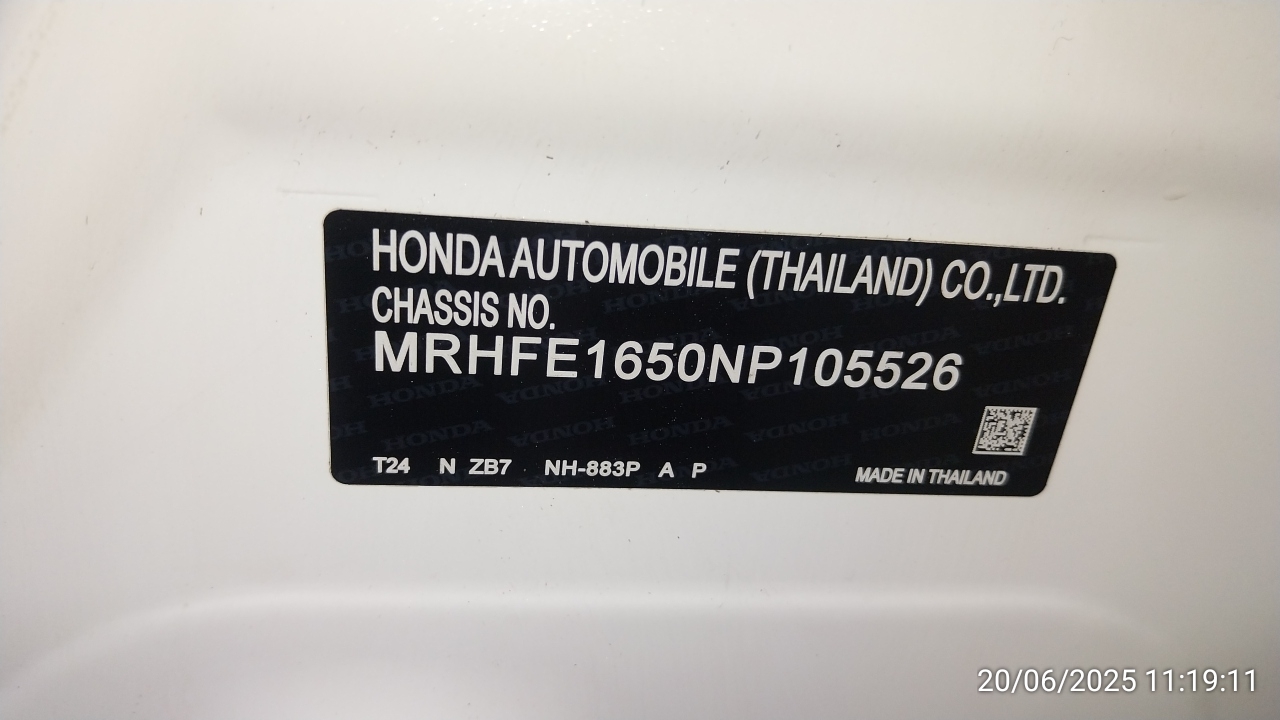 HONDA AUTOMOBILE (THAILAND) CO.,LTD.
CHASSIS NO.
MRHFE1650NP105526
T24 N ZB7 NH-883P A P MADE IN THAILAND
20/06/2025 11:19:11